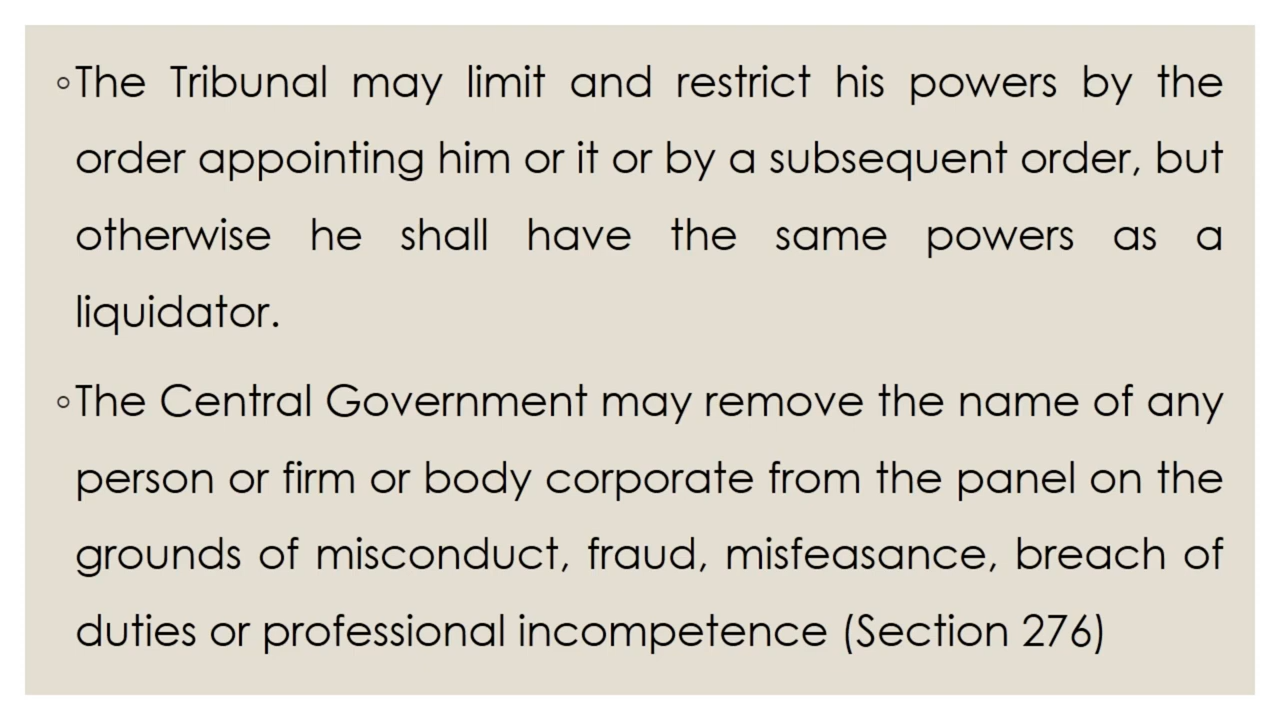 ◦The Tribunal may limit and restrict his powers by the
order appointing him or it or by a subsequent order, but
otherwise he shall have the same powers as a
liquidator.
◦The Central Government may remove the name of any
person or firm or body corporate from the panel on the
grounds of misconduct, fraud, misfeasance, breach of
duties or professional incompetence (Section 276)